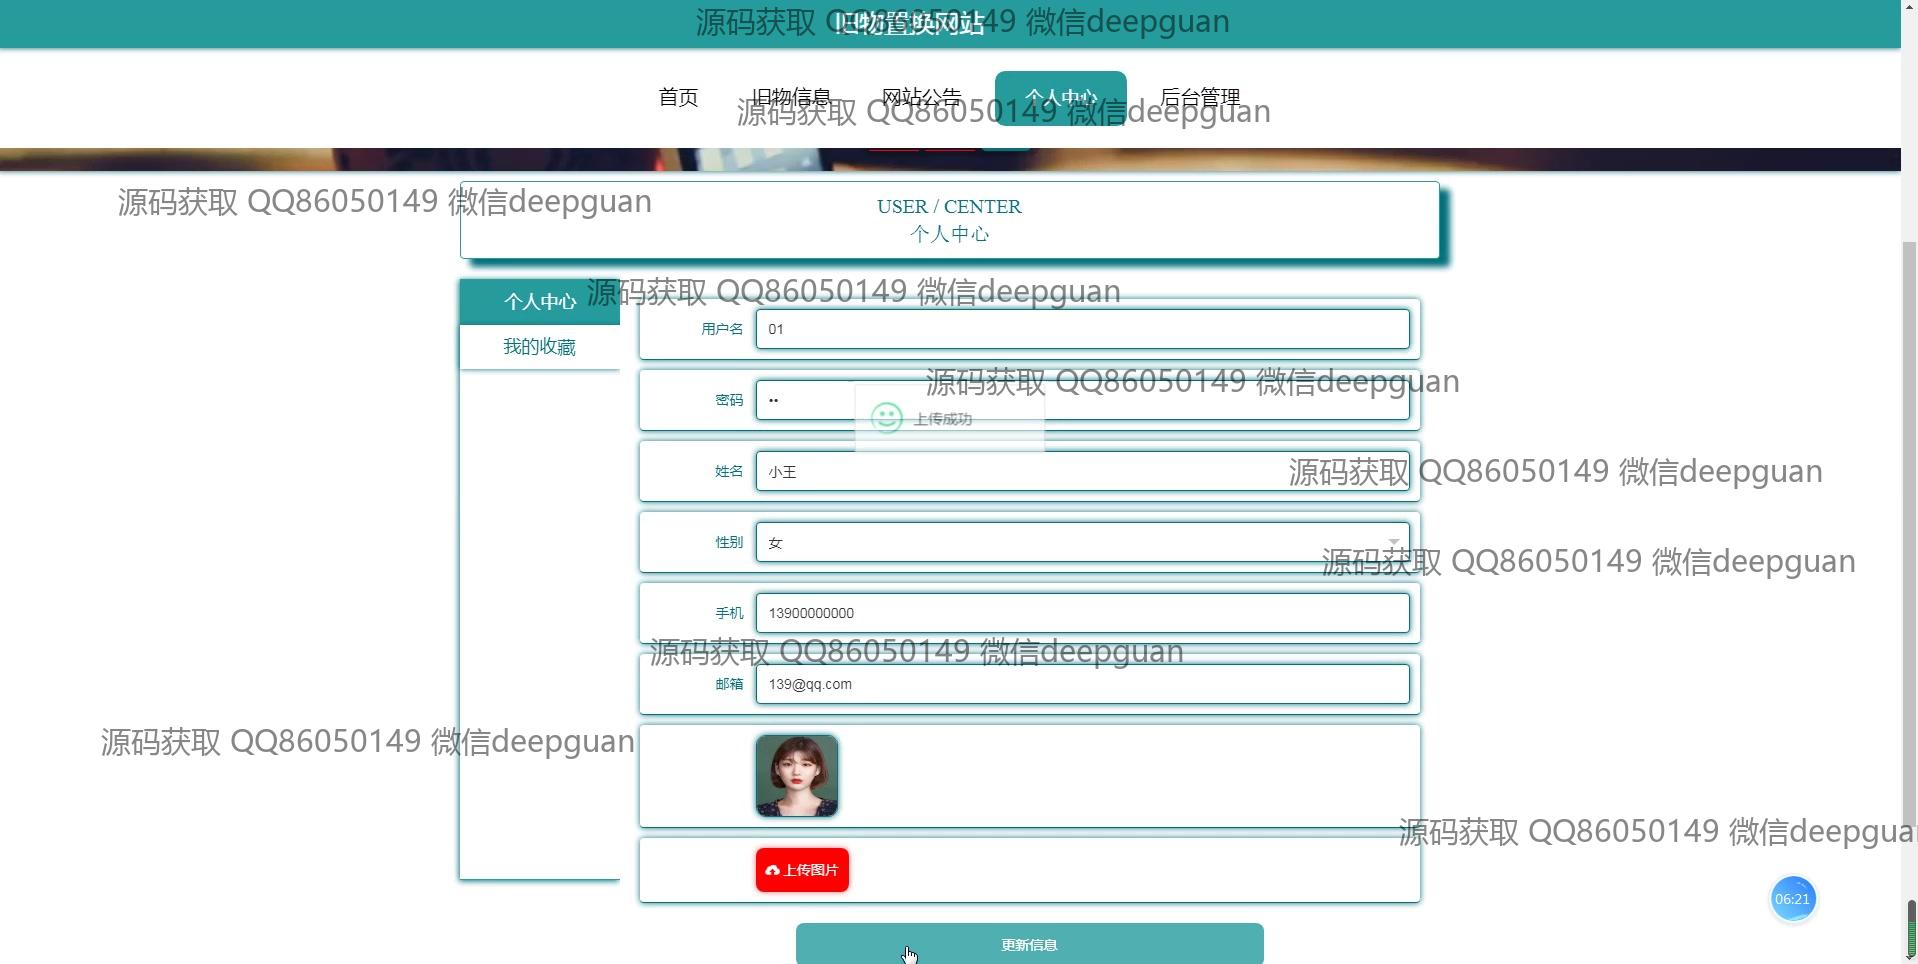 旧物置换网站
源码获取 QQ86050149 微信deepguan
首页 旧物信息 网站公告 个人中心 后台管理
源码获取 QQ86050149 微信deepguan
源码获取 QQ86050149 微信deepguan
USER / CENTER
个人中心
个人中心
源码获取 QQ86050149 微信deepguan
我的收藏
用户名 01
源码获取 QQ86050149 微信deepguan
密码 ••
上传成功
姓名 小王
源码获取 QQ86050149 微信deepguan
性别 女
源码获取 QQ86050149 微信deepguan
手机 13900000000
源码获取 QQ86050149 微信deepguan
邮箱 139@qq.com
源码获取 QQ86050149 微信deepguan
源码获取 QQ86050149 微信deepgua
上传图片
06:21
更新信息